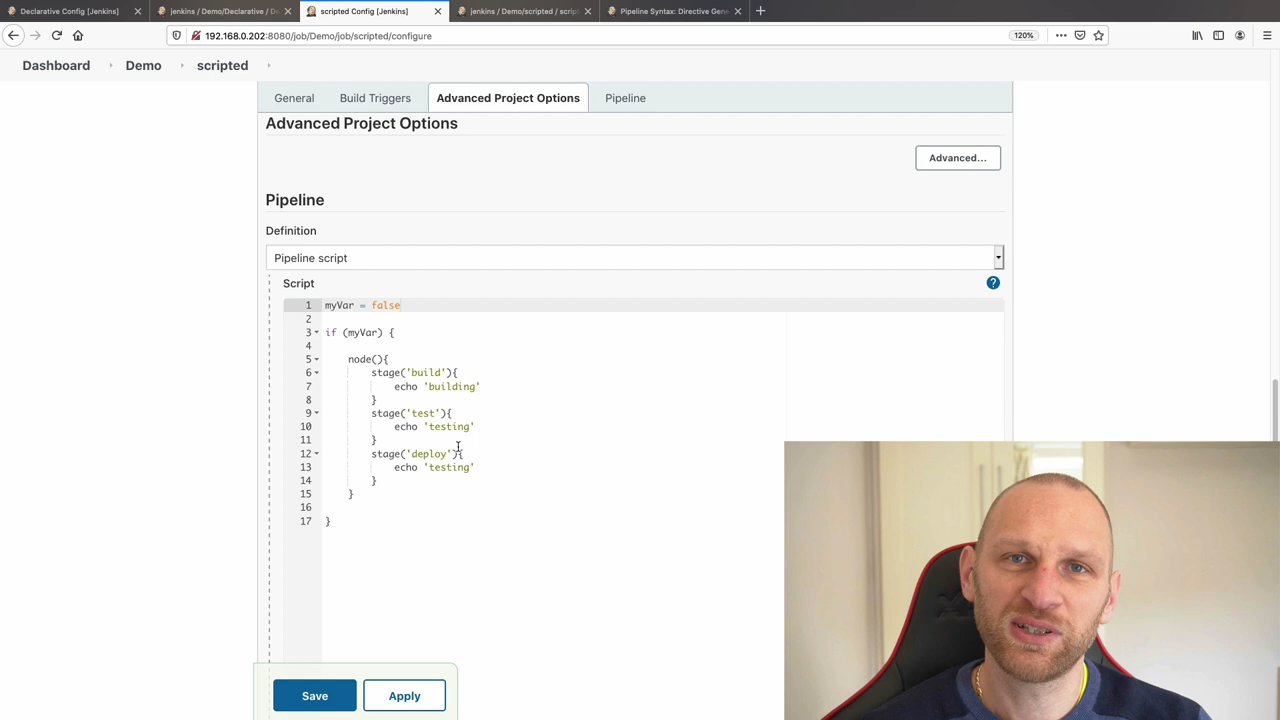 Declarative Config [Jenkins]
jenkins / Demo/Declarative / De
scripted Config [Jenkins]
jenkins / Demo/scripted / script
Pipeline Syntax: Directive Gene
192.168.0.202:8080/job/Demo/job/scripted/configure
120%
Dashboard
Demo
scripted
General
Build Triggers
Advanced Project Options
Pipeline
Advanced Project Options
Advanced...
Pipeline
Definition
Pipeline script
Script
?
1 myVar = false
2
3 if (myVar) {
4
5 node(){
6 stage('build'){
7 echo 'building'
8 }
9 stage('test'){
10 echo 'testing'
11 }
12 stage('deploy'){
13 echo 'testing'
14 }
15 }
16
17 }
Save
Apply